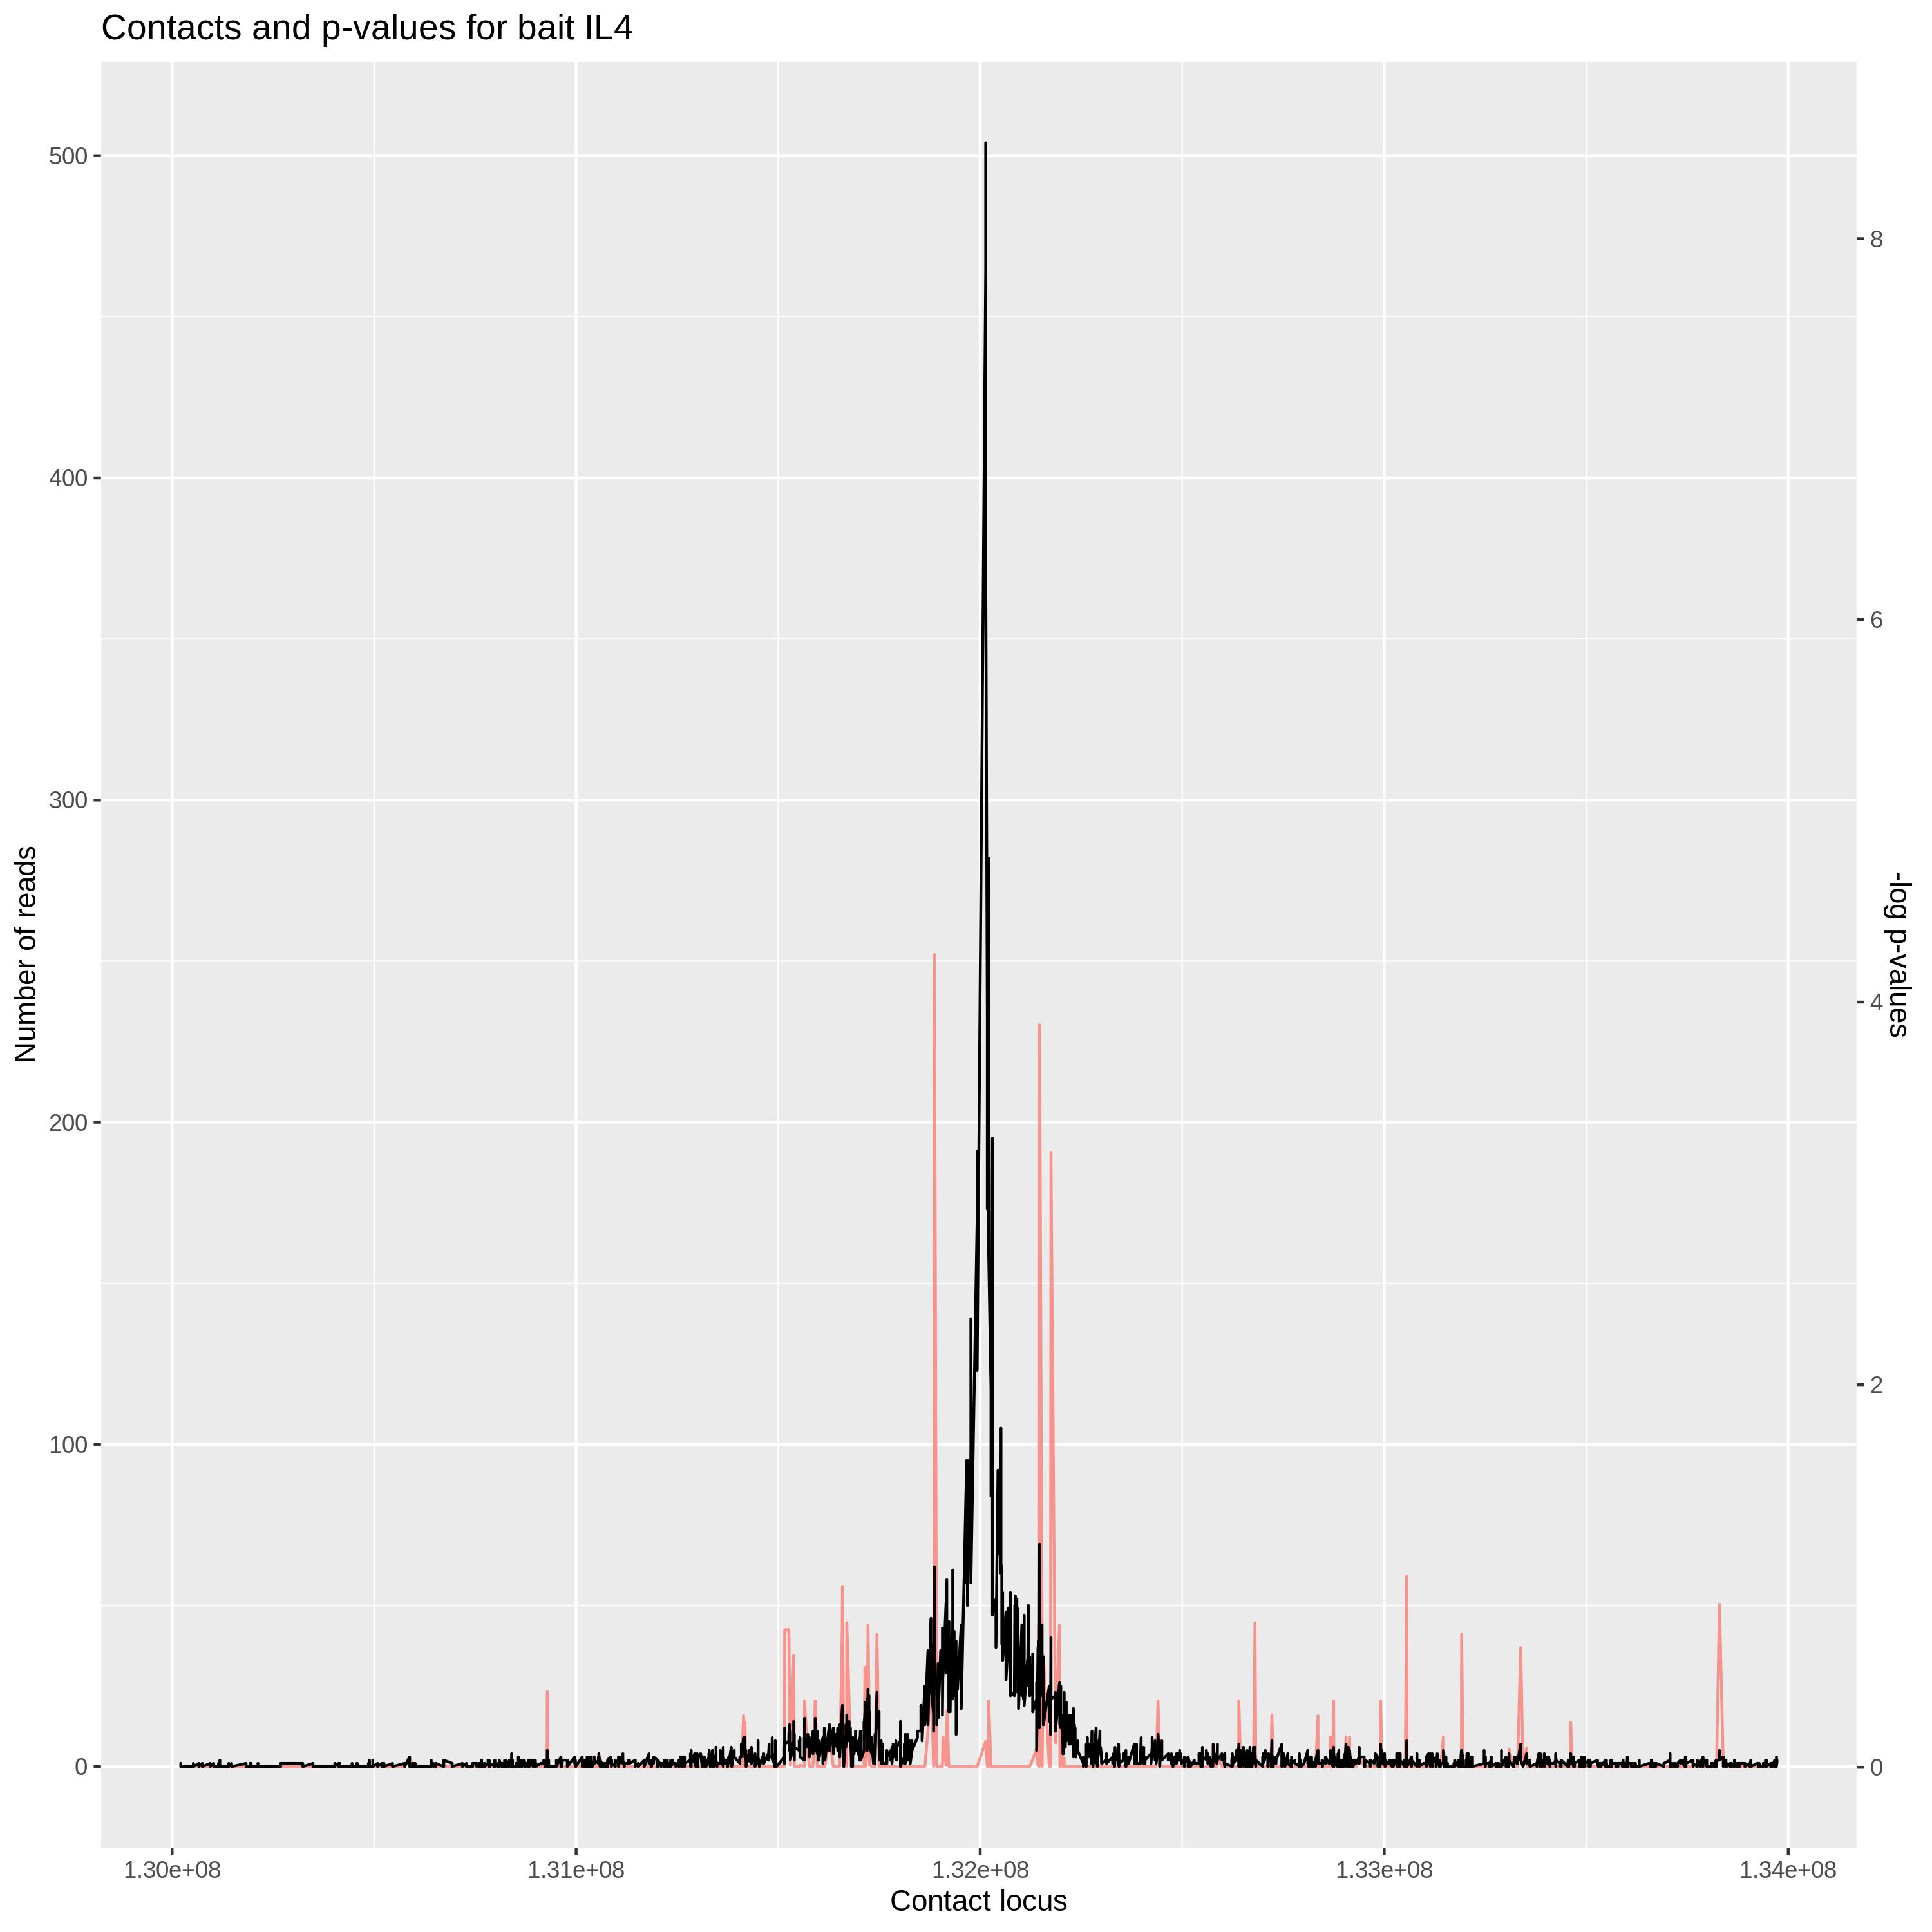 Contacts and p-values for bait IL4
500
400
300
200
100
0
Number of reads
8
6
4
2
0
-log p-values
1.30e+08 1.31e+08 1.32e+08 1.33e+08 1.34e+08
Contact locus